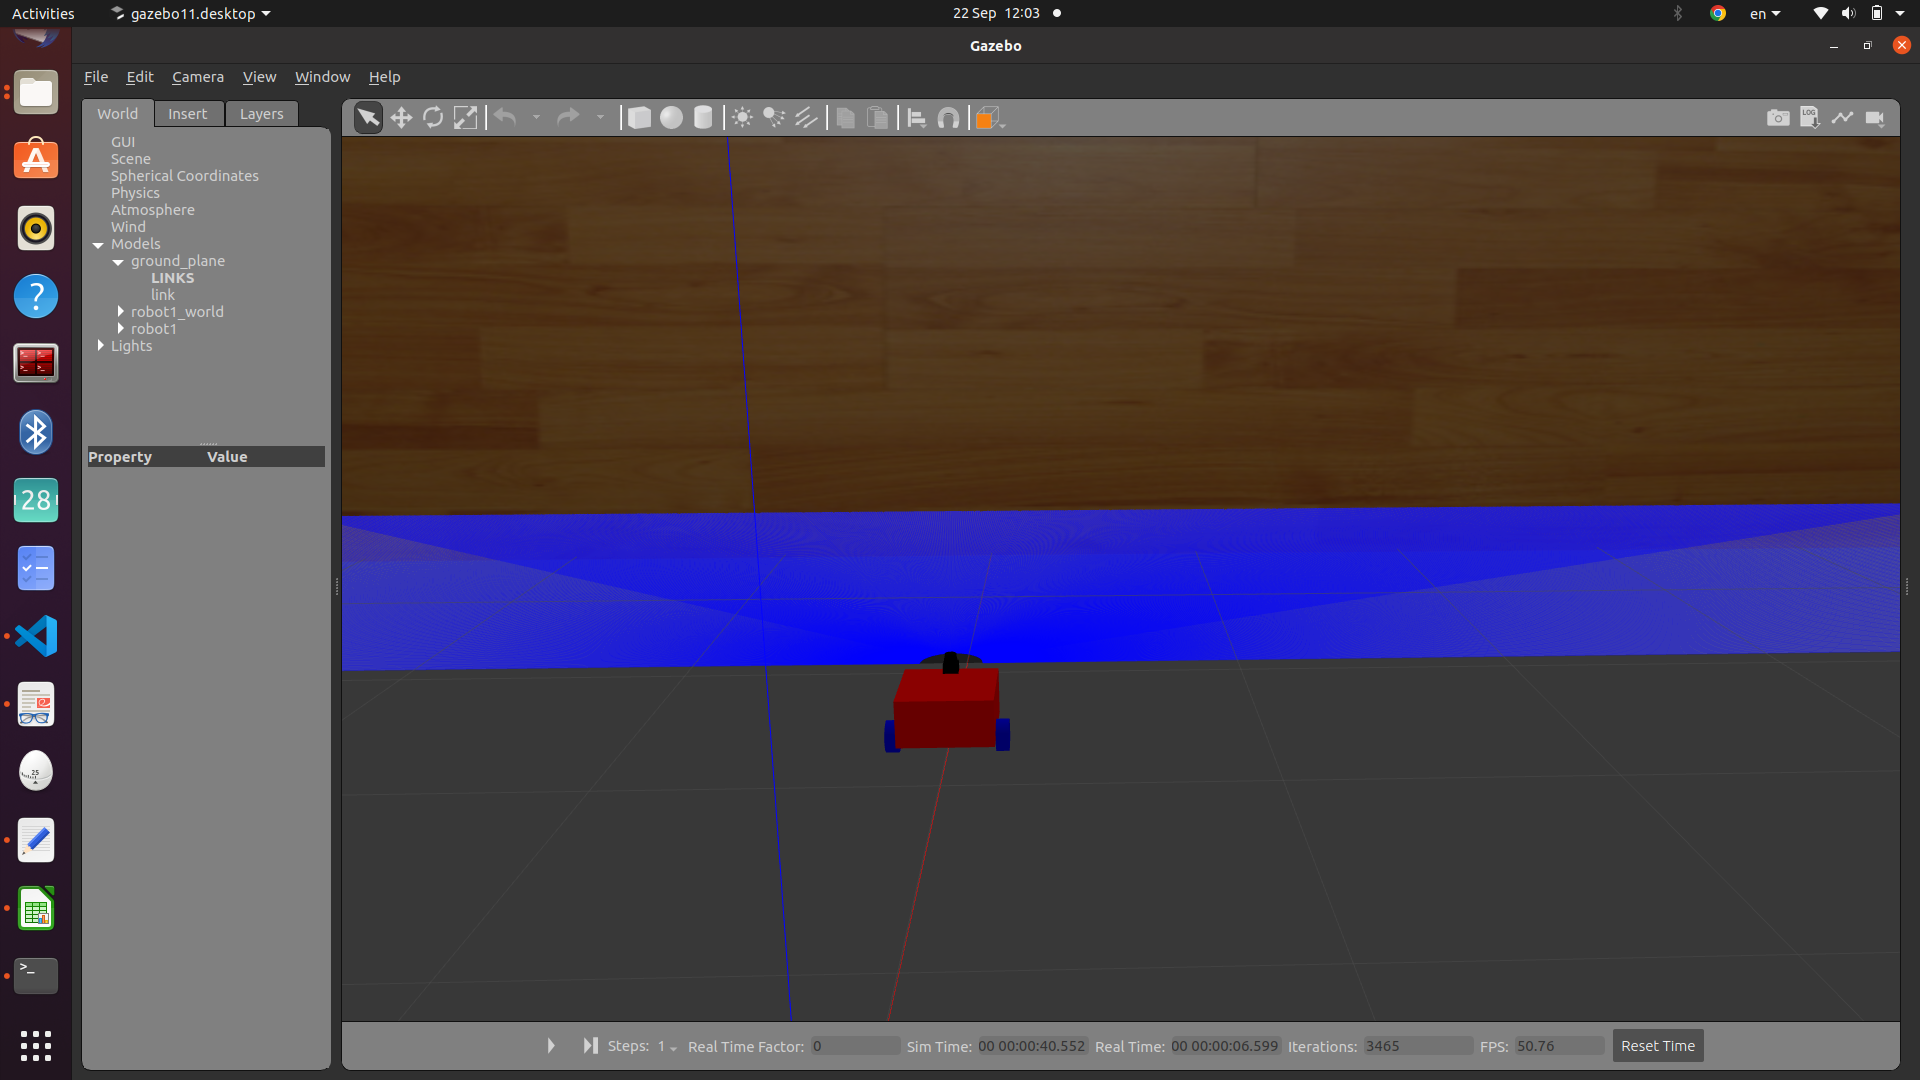 Activities
gazebo11.desktop
22 Sep 12:03
en
Gazebo
File Edit Camera View Window Help
World Insert Layers
GUI
Scene
Spherical Coordinates
Physics
Atmosphere
Wind
Models
ground_plane
LINKS
link
robot1_world
robot1
Lights
Property Value
LOG
28
25
>_
Steps: 1 Real Time Factor: 0 Sim Time: 00 00:00:40.552 Real Time: 00 00:00:06.599 Iterations: 3465 FPS: 50.76 Reset Time